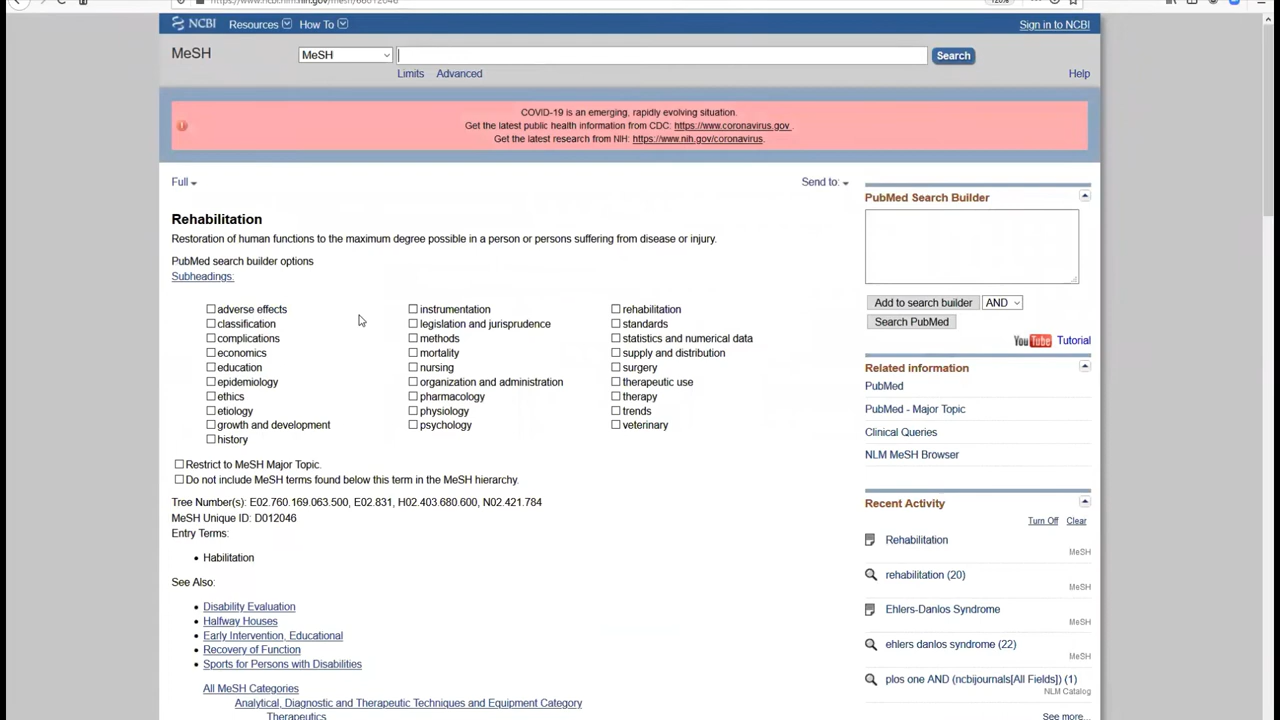 NCBI Resources How To Sign in to NCBI
MeSH MeSH Search
Limits Advanced Help
COVID-19 is an emerging, rapidly evolving situation.
Get the latest public health information from CDC: https://www.coronavirus.gov
Get the latest research from NIH: https://www.nih.gov/coronavirus.
Full Send to:
Rehabilitation
Restoration of human functions to the maximum degree possible in a person or persons suffering from disease or injury.
PubMed search builder options
Subheadings:
adverse effects
classification
complications
economics
education
epidemiology
ethics
etiology
growth and development
history
instrumentation
legislation and jurisprudence
methods
mortality
nursing
organization and administration
pharmacology
physiology
psychology
rehabilitation
standards
statistics and numerical data
supply and distribution
surgery
therapeutic use
therapy
trends
veterinary
Restrict to MeSH Major Topic.
Do not include MeSH terms found below this term in the MeSH hierarchy.
Tree Number(s): E02.760.169.063.500, E02.831, H02.403.680.600, N02.421.784
MeSH Unique ID: D012046
Entry Terms:
Habilitation
See Also:
Disability Evaluation
Halfway Houses
Early Intervention, Educational
Recovery of Function
Sports for Persons with Disabilities
All MeSH Categories
Analytical, Diagnostic and Therapeutic Techniques and Equipment Category
Therapeutics
PubMed Search Builder
Add to search builder AND
Search PubMed
YouTube Tutorial
Related information
PubMed
PubMed - Major Topic
Clinical Queries
NLM MeSH Browser
Recent Activity
Turn Off Clear
Rehabilitation
MeSH
rehabilitation (20)
MeSH
Ehlers-Danlos Syndrome
MeSH
ehlers danlos syndrome (22)
MeSH
plos one AND (ncbijournals[All Fields]) (1)
NLM Catalog
See more...